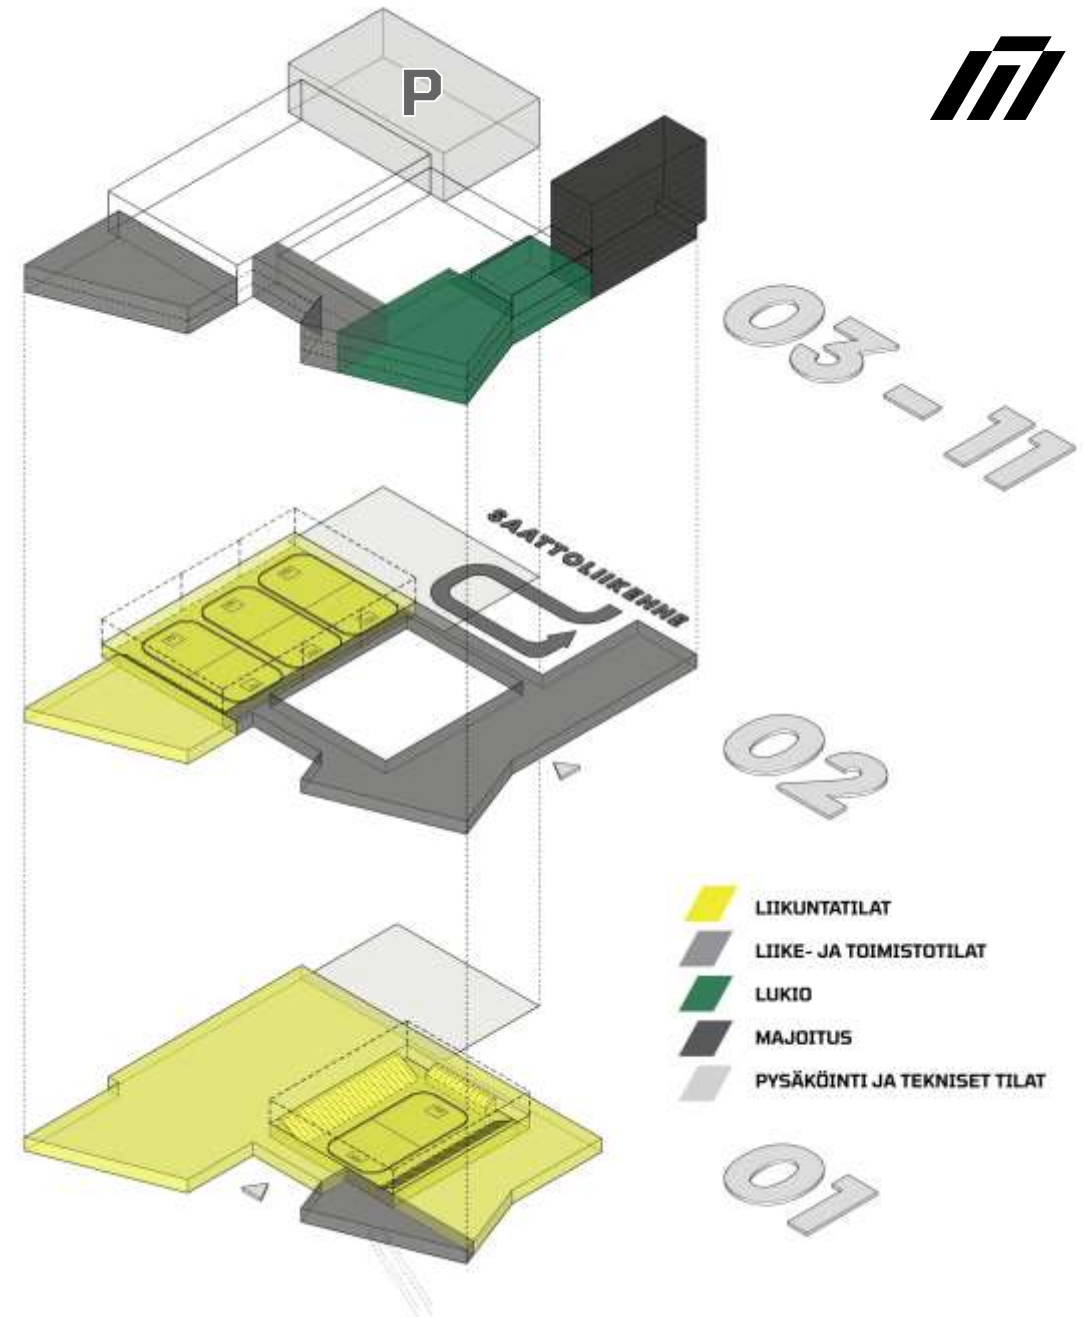 P
03 - 11
SAATTOLIIKENNE
02
LIIKUNTATILAT
LIIKE- JA TOIMISTOTILAT
LUKIO
MAJOITUS
PYSÄKÖINTI JA TEKNISET TILAT
01